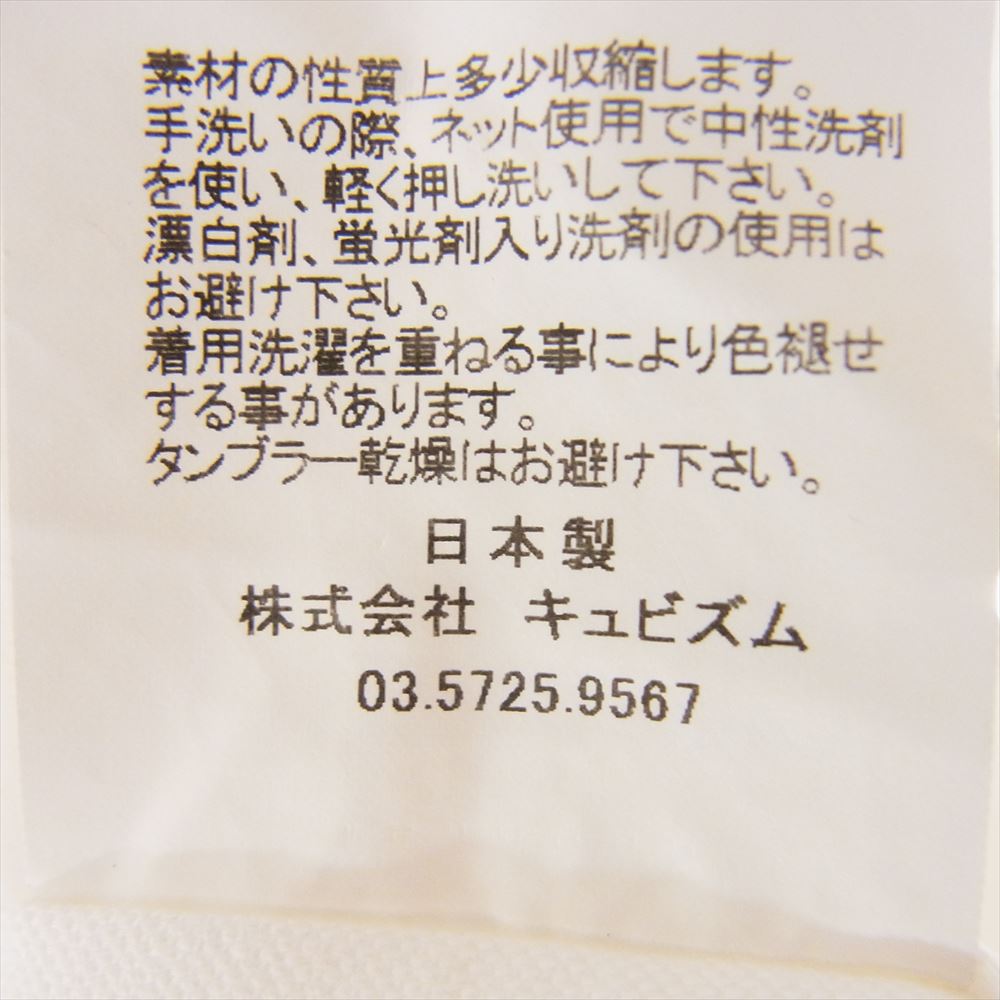 素材の性質上多少収縮します。
手洗いの際、ネット使用で中性洗剤
を使い、軽く押し洗いして下さい。
漂白剤、蛍光剤入り洗剤の使用は
お避け下さい。
着用洗濯を重ねる事により色褪せ
する事があります。
タンブラー乾燥はお避け下さい。
日本製
株式会社 キュビズム
03.5725.9567